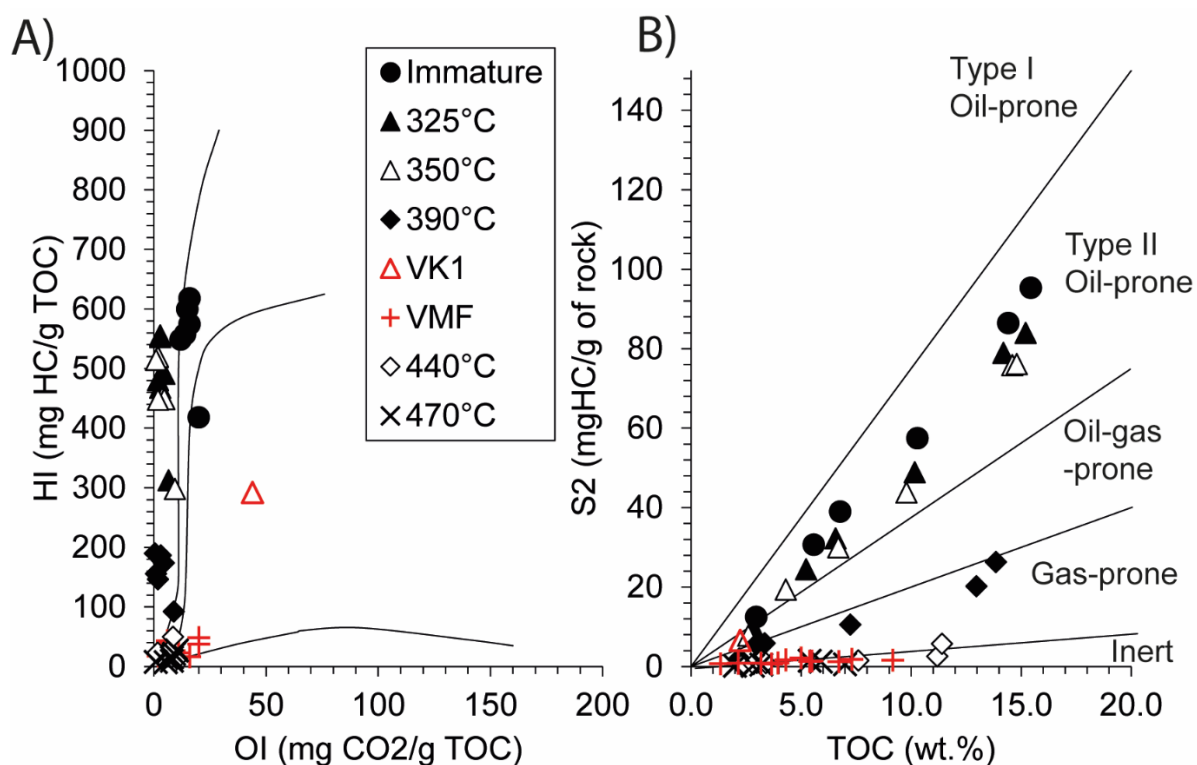 A)
1000
900
800
700
600
500
400
300
200
100
0
HI (mg HC/g TOC)
0
50
100
150
200
OI (mg CO2/g TOC)
Immature
325°C
350°C
390°C
VK1
VMF
440°C
470°C
B)
140
120
100
80
60
40
20
0
S2 (mgHC/g of rock)
0.0
5.0
10.0
15.0
20.0
TOC (wt.%)
Type I
Oil-prone
Type II
Oil-prone
Oil-gas
-prone
Gas-prone
Inert